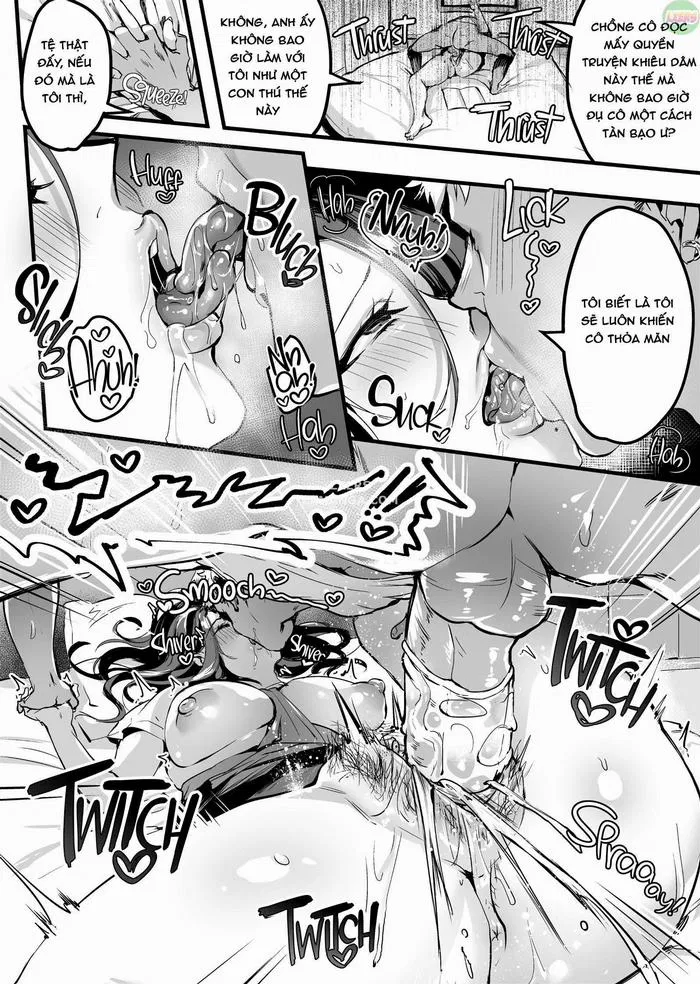 CHỒNG CÔ ĐỌC
MẤY QUYỂN
TRUYỆN KHIÊU DÂM
NÀY THẾ MÀ
KHÔNG BAO GIỜ
ĐỤ CÔ MỘT CÁCH
TÀN BẠO Ư?
Thrust
Thrust
Thrust
KHÔNG, ANH ẤY
KHÔNG BAO
GIỜ LÀM VỚI
TÔI NHƯ MỘT
CON THÚ THẾ
NÀY
TỆ THẬT
ĐẤY, NẾU
ĐÓ MÀ LÀ
TÔI THÌ,
Squeeze!
LICK
TÔI BIẾT LÀ TÔI
SẼ LUÔN KHIẾN
CÔ THỎA MÃN
Hah
Nnuh!
SUCK
Hah
Huff
BLUCH
SLICK
Ahuh!
Nn
ah!
Hah
!!
SMOOCH
SHIVER
SHIVER
TWITCH
TWITCH
SPRAOAY!
TWITCH